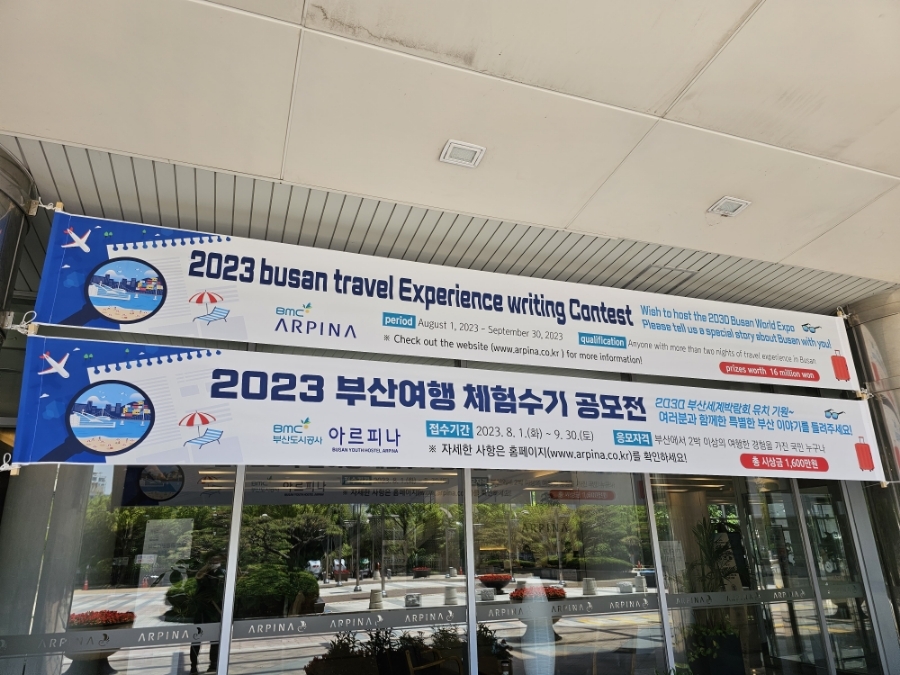 2023 busan travel Experience writing Contest
Wish to host the 2030 Busan World Expo
Please tell us a special story about Busan with you!
BMC
ARPINA
period August 1, 2023 - September 30, 2023
qualification Anyone with more than two nights of travel experience in Busan
※ Check out the website (www.arpina.co.kr) for more information!
prizes worth 16 million won
2023 부산여행 체험수기 공모전
2030 부산세계박람회 유치 기원~
여러분과 함께한 특별한 부산 이야기를 들려주세요!
BMC
부산도시공사
아르피나
BUSAN YOUTH HOSTEL ARPINA
접수기간 2023. 8. 1.(화) ~ 9. 30.(토)
응모자격 부산에서 2박 이상의 여행한 경험을 가진 국민 누구나
※ 자세한 사항은 홈페이지(www.arpina.co.kr)를 확인하세요!
총 시상금 1,600만원
ARPINA
ARPINA
ARPINA
ARPINA
ARPINA
ARPINA
ARPINA
ARPINA